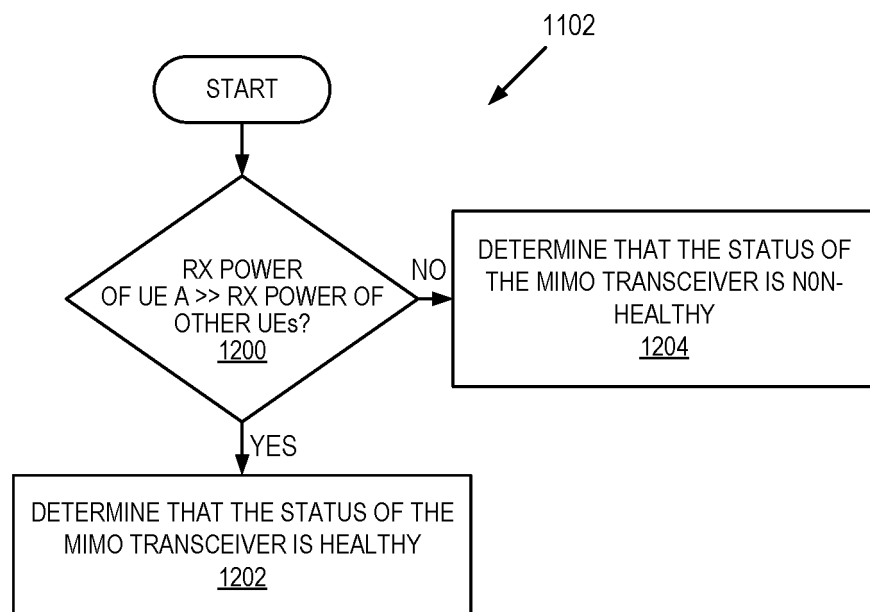 1102
START
RX POWER
OF UE A >> RX POWER OF
OTHER UEs?
1200
NO
DETERMINE THAT THE STATUS OF
THE MIMO TRANSCEIVER IS N0N-
HEALTHY
1204
YES
DETERMINE THAT THE STATUS OF THE
MIMO TRANSCEIVER IS HEALTHY
1202